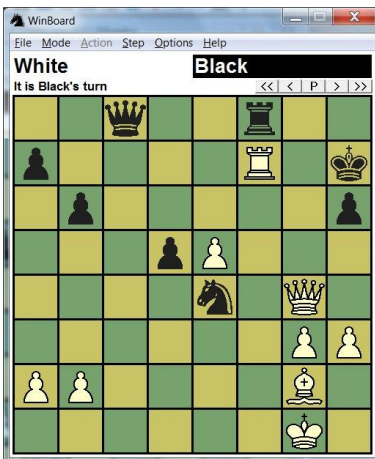 WinBoard
File Mode Action Step Options Help
White Black
It is Black's turn << < P > >>